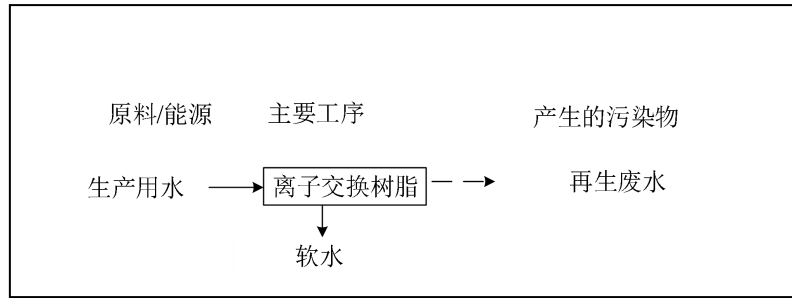 原料/能源 主要工序 产生的污染物
生产用水 离子交换树脂 再生废水
软水